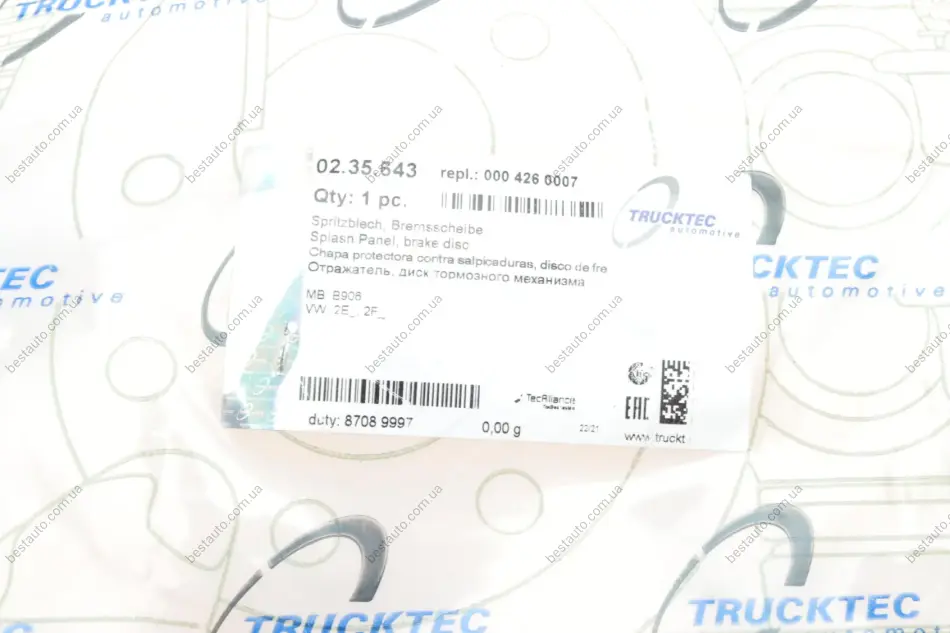 TRUCKTEC
automotive
02.35.643 repl.: 000 426 0007
Qty: 1 pc.
TRUCKTEC
automotive
Spritzblech, Bremsscheibe
Splash Panel, brake disc
Chapa protectora contra salpicaduras, disco de fre
Отражатель, диск тормозного механизма
MB B906
VW 2E_, 2F_
TecAlliance
EAC
duty: 8708 9997
0,00 g
22/21
www.truckt
TRUCKTEC
automotive
TRUCKTEC
TRUCKTEC
automotive
bestauto.com.ua